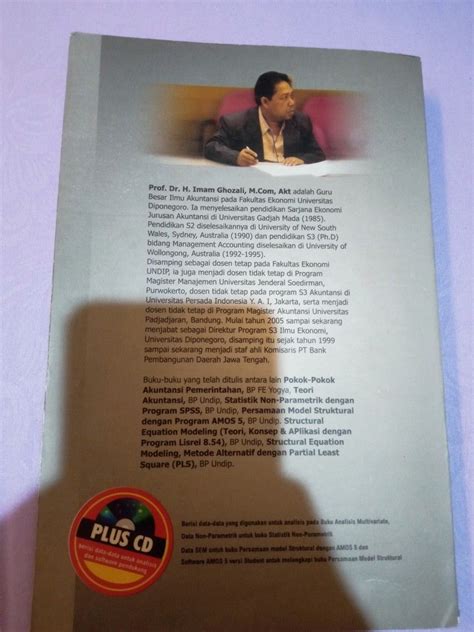 Prof. Dr. H. Imam Ghozali, M.Com, Akt adalah Guru
Besar Ilmu Akuntansi pada Fakultas Ekonomi Universitas
Diponegoro. Ia menyelesaikan pendidikan Sarjana Ekonomi
Jurusan Akuntansi di Universitas Gadjah Mada (1985).
Pendidikan S2 diselesaikannya di University of New South
Wales, Sydney, Australia (1990) dan pendidikan S3 (Ph.D)
bidang Management Accounting diselesaikan di University of
Wollongong, Australia (1992-1995).
Disamping sebagai dosen tetap pada Fakultas Ekonomi
UNDIP, ia juga menjadi dosen tidak tetap di Program
Magister Manajemen Universitas Jenderal Soedirman,
Purwokerto, dosen tidak tetap pada program S3 Akuntansi di
Universitas Persada Indonesia Y. A. I, Jakarta, serta menjadi
dosen tidak tetap di Program Magister Akuntansi Universitas
Padjadjaran, Bandung. Mulai tahun 2005 sampai sekarang
menjabat sebagai Direktur Program S3 Ilmu Ekonomi,
Universitas Diponegoro, disamping itu sejak tahun 1999
sampai sekarang menjadi staf ahli Komisaris PT Bank
Pembangunan Daerah Jawa Tengah.
Buku-buku yang telah ditulis antara lain Pokok-Pokok
Akuntansi Pemerintahan, BP FE Yogya, Teori
Akuntansi, BP Undip, Statistik Non-Parametrik dengan
Program SPSS, BP Undip, Persamaan Model Struktural
dengan Program AMOS 5, BP Undip. Structural
Equation Modeling (Teori, Konsep & APlikasi dengan
Program Lisrel 8.54), BP Undip, Structural Equation
Modeling, Metode Alternatif dengan Partial Least
Square (PLS), BP Undip.
PLUS CD
Berisi data-data untuk analisis
dan software pendukung
Berisi data-data yang digunakan untuk analisis pada Buku Analisis Multivariate,
Data Non-Parametrik untuk buku Statistik Non-Parametrik
Data SEM untuk buku Persamaan model Struktural dengan AMOS 5 dan
Software AMOS 5 versi Student untuk melengkapi buku Persamaan Model Struktural